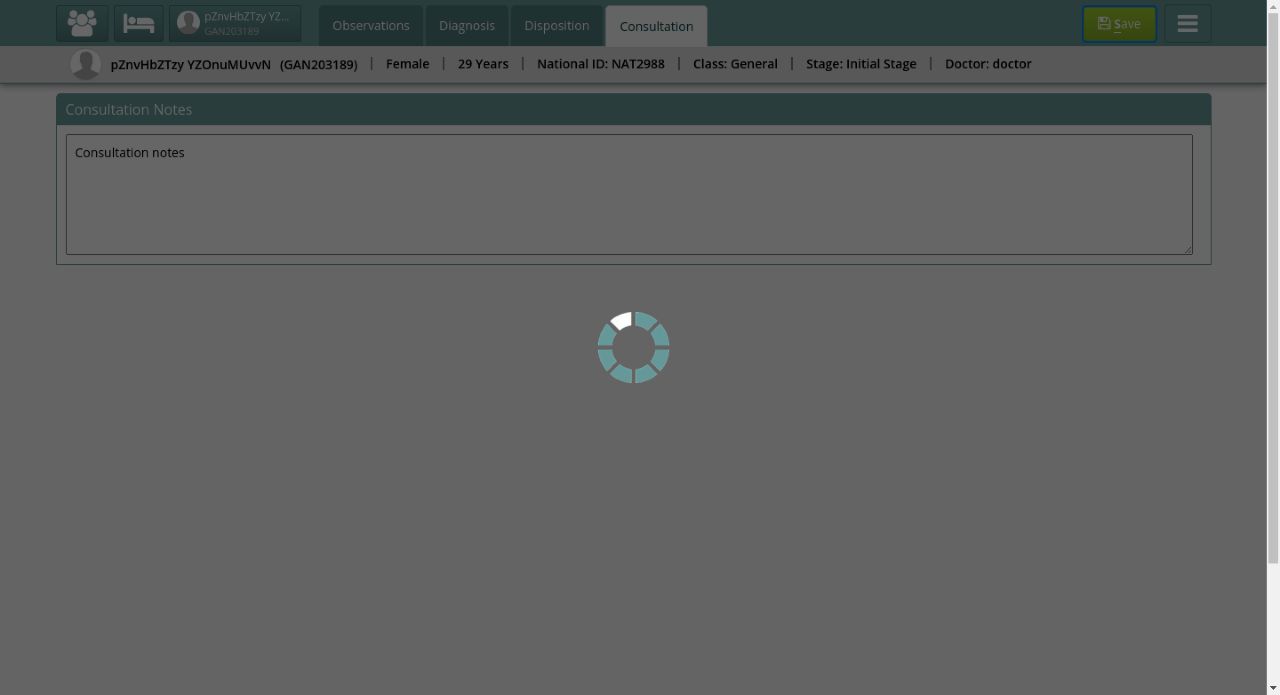 pZnvHbZTzy YZ...
GAN203189
Observations
Diagnosis
Disposition
Consultation
Save
pZnvHbZTzy YZOnuMUvvN (GAN203189) | Female | 29 Years | National ID: NAT2988 | Class: General | Stage: Initial Stage | Doctor: doctor
Consultation Notes
Consultation notes